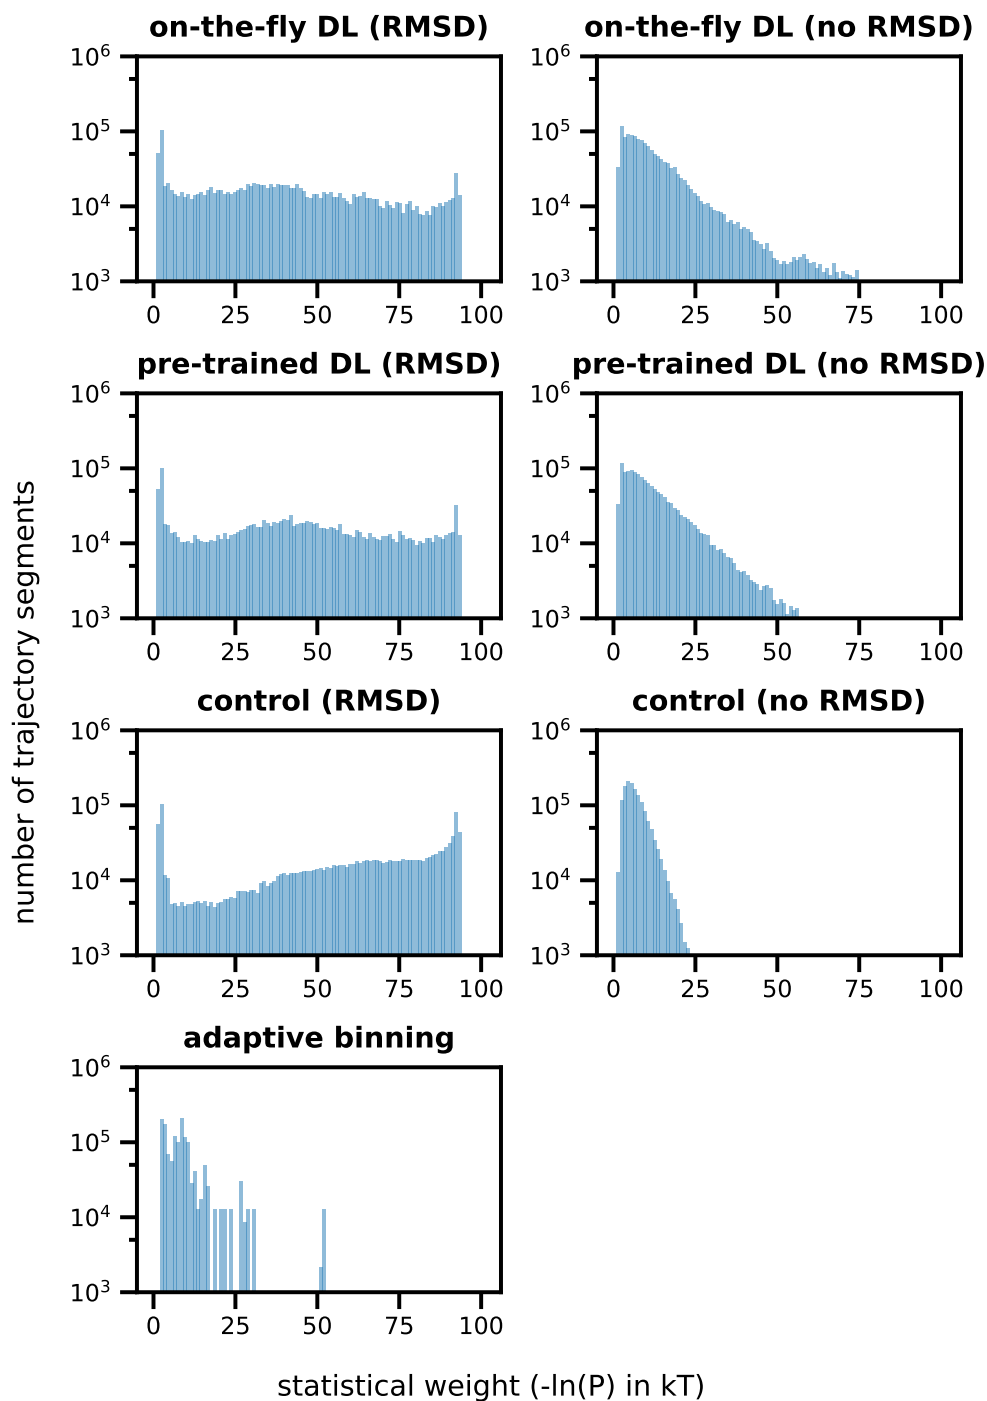 on-the-fly DL (RMSD)
10⁶
10⁵
10⁴
10³
0 25 50 75 100
on-the-fly DL (no RMSD)
10⁶
10⁵
10⁴
10³
0 25 50 75 100
pre-trained DL (RMSD)
10⁶
10⁵
10⁴
10³
0 25 50 75 100
pre-trained DL (no RMSD)
10⁶
10⁵
10⁴
10³
0 25 50 75 100
control (RMSD)
10⁶
10⁵
10⁴
10³
0 25 50 75 100
control (no RMSD)
10⁶
10⁵
10⁴
10³
0 25 50 75 100
adaptive binning
10⁶
10⁵
10⁴
10³
0 25 50 75 100
number of trajectory segments
statistical weight (-ln(P) in kT)